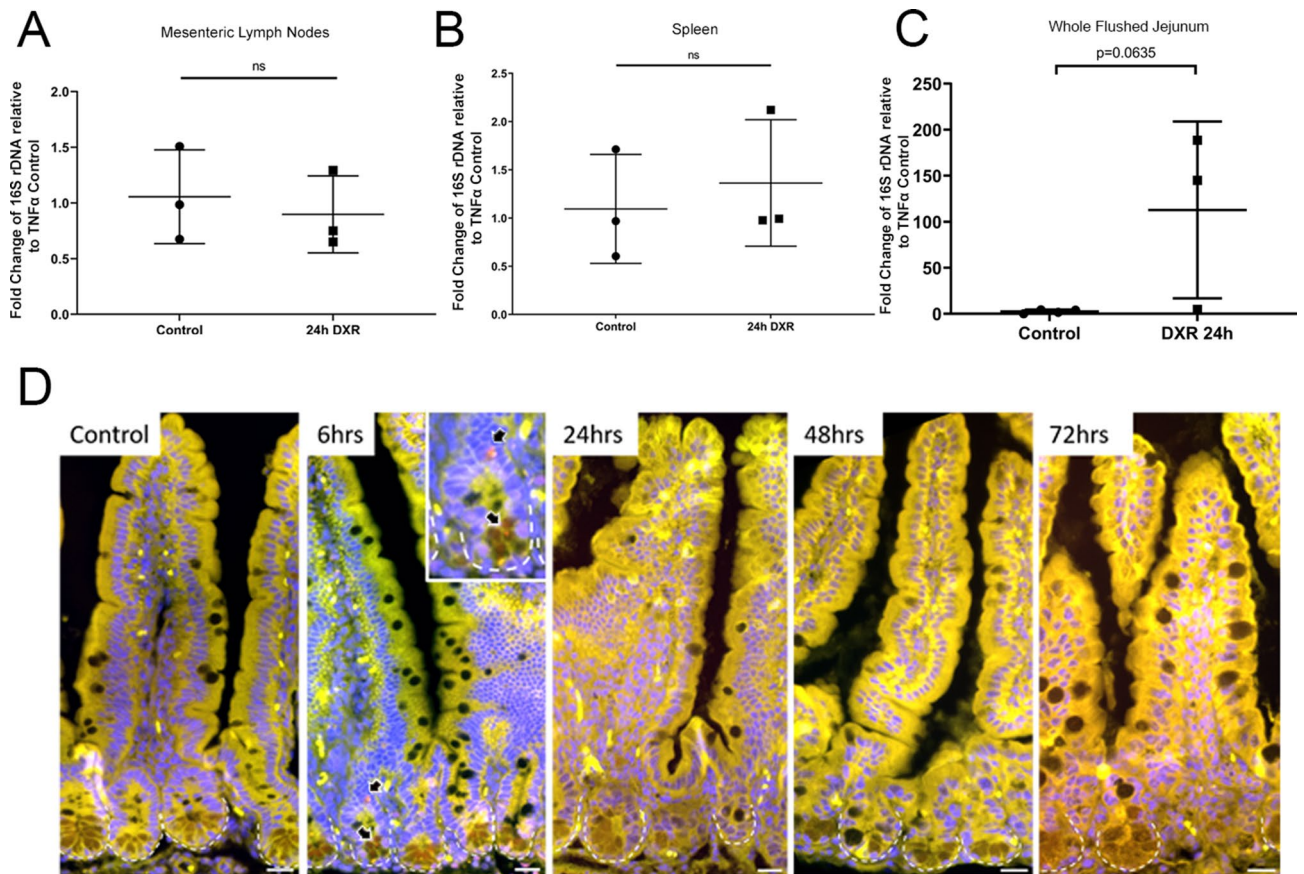 A
Mesenteric Lymph Nodes
ns
Fold Change of 16S rDNA relative
to TNFα Control
2.0
1.5
1.0
0.5
0.0
Control
24h DXR
B
Spleen
ns
Fold Change of 16S rDNA relative
to TNFα Control
2.5
2.0
1.5
1.0
0.5
0.0
Control
24h DXR
C
Whole Flushed Jejunum
p=0.0635
Fold Change of 16S rDNA relative
to TNFα Control
250
200
150
100
50
0
Control
DXR 24h
D
Control
6hrs
24hrs
48hrs
72hrs